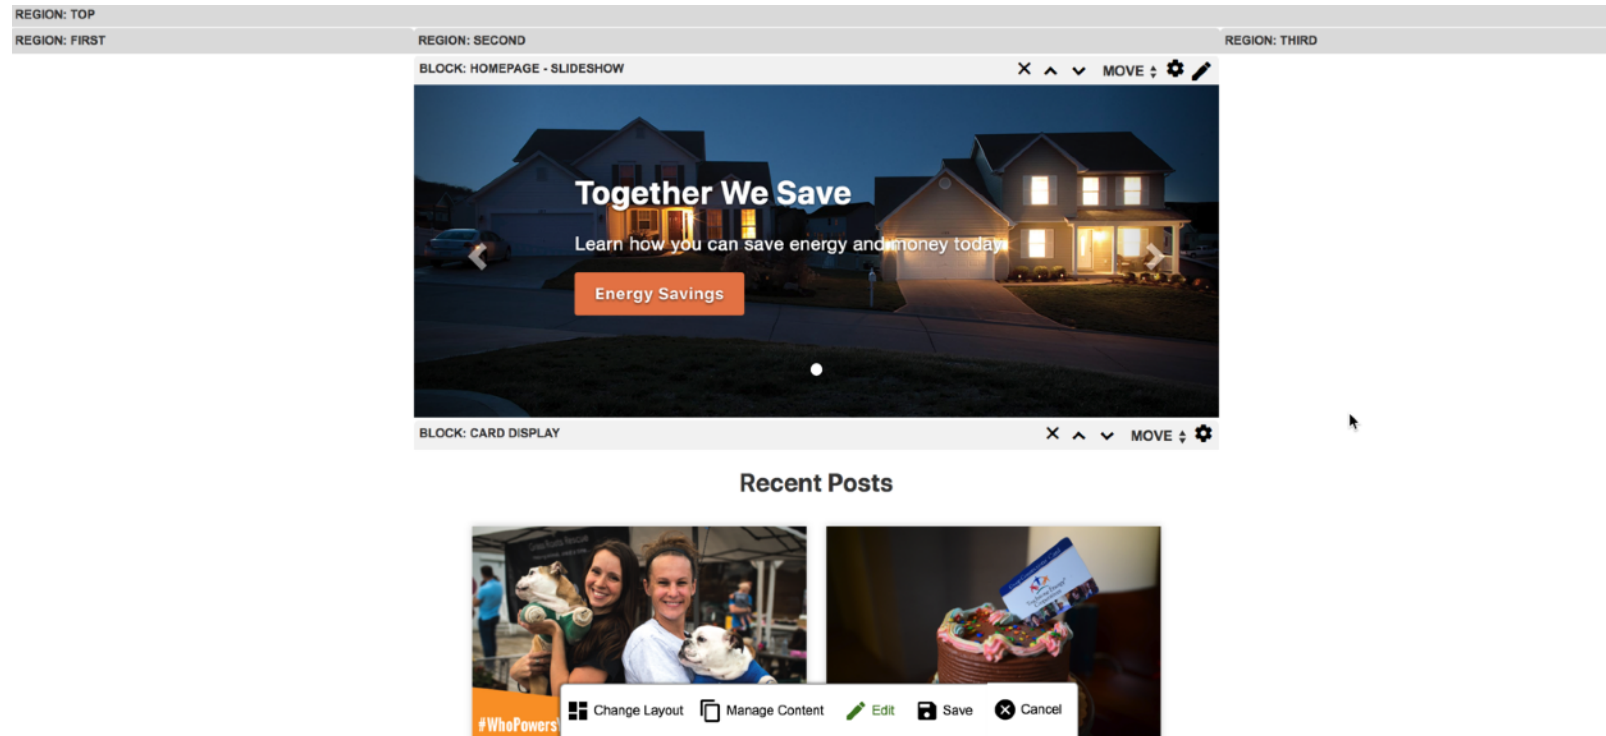 REGION: TOP
REGION: FIRST
REGION: SECOND
REGION: THIRD
BLOCK: HOMEPAGE - SLIDESHOW
MOVE
Together We Save
Learn how you can save energy and money today.
Energy Savings
BLOCK: CARD DISPLAY
MOVE
Recent Posts
#WhoPowers
Change Layout
Manage Content
Edit
Save
Cancel